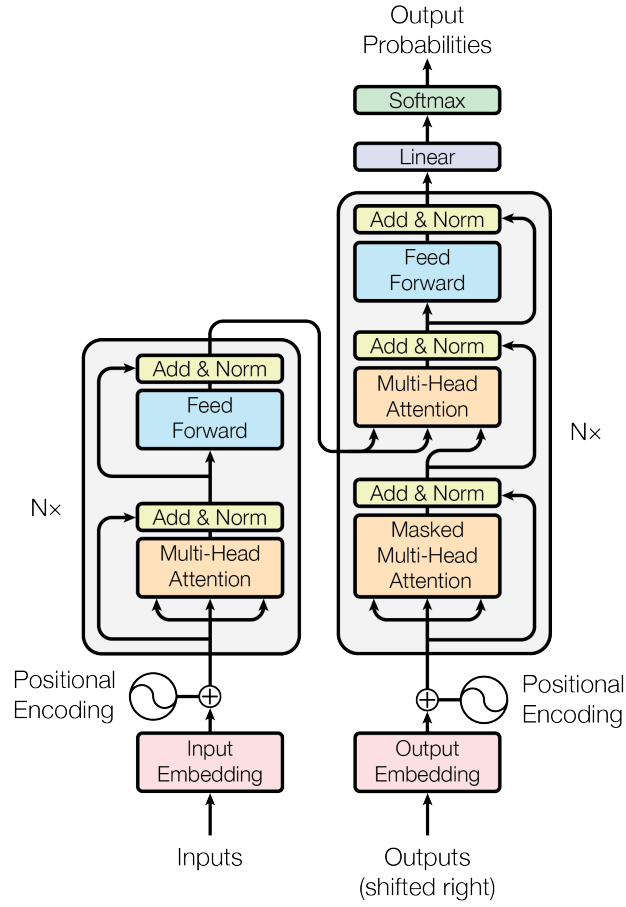 Output
Probabilities
Softmax
Linear
Add & Norm
Feed
Forward
Add & Norm
Multi-Head
Attention
N×
Add & Norm
Masked
Multi-Head
Attention
Add & Norm
Feed
Forward
N×
Add & Norm
Multi-Head
Attention
Positional
Encoding
Positional
Encoding
Input
Embedding
Output
Embedding
Inputs
Outputs
(shifted right)